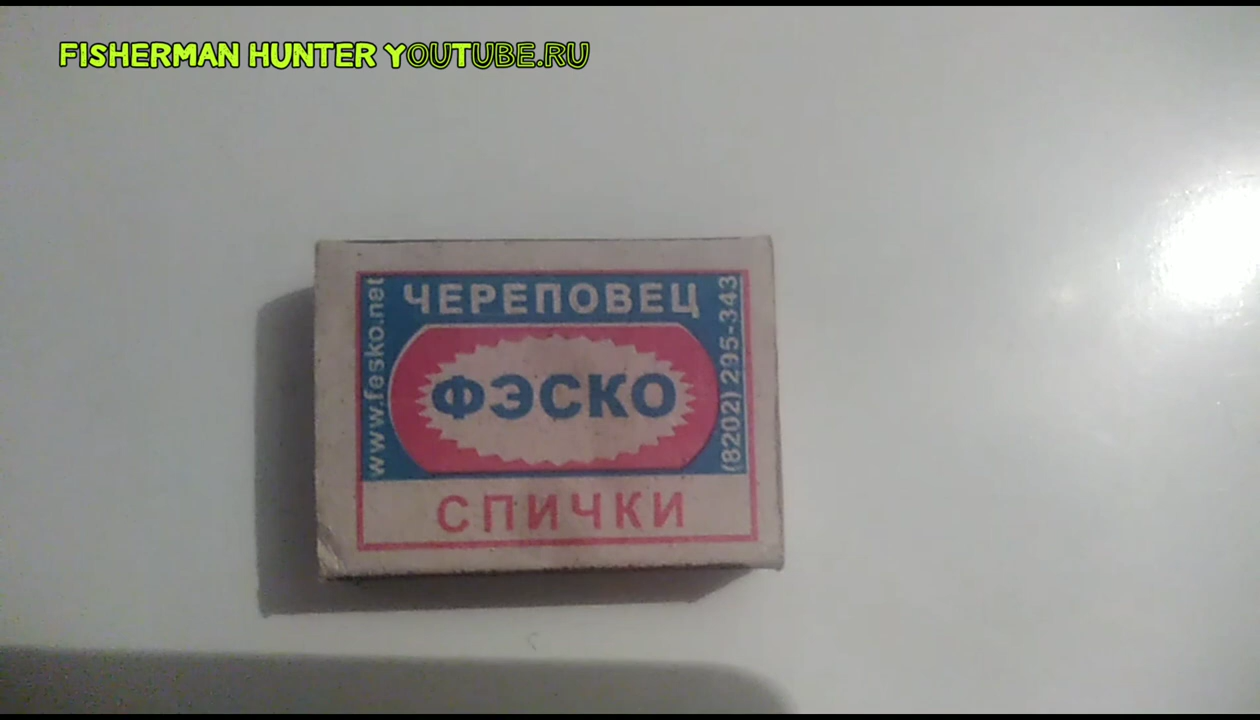 FISHERMAN HUNTER YOUTUBE.RU
www.fesko.net
ЧЕРЕПОВЕЦ
ФЭСКО
(8202) 295-343
СПИЧКИ